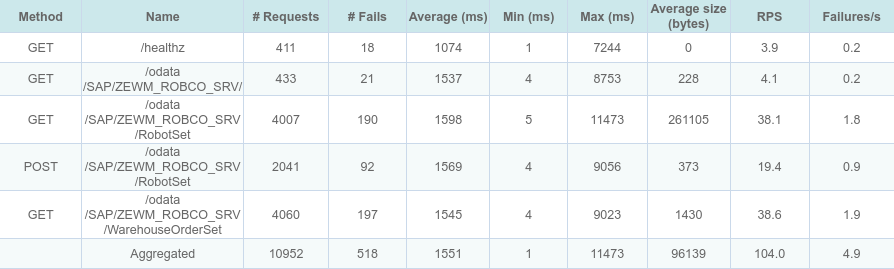 Method Name # Requests # Fails Average (ms) Min (ms) Max (ms) Average size (bytes) RPS Failures/s
GET /healthz 411 18 1074 1 7244 0 3.9 0.2
GET /odata
/SAP/ZEWM_ROBCO_SRV/ 433 21 1537 4 8753 228 4.1 0.2
GET /odata
/SAP/ZEWM_ROBCO_SRV
/RobotSet 4007 190 1598 5 11473 261105 38.1 1.8
POST /odata
/SAP/ZEWM_ROBCO_SRV
/RobotSet 2041 92 1569 4 9056 373 19.4 0.9
GET /odata
/SAP/ZEWM_ROBCO_SRV
/WarehouseOrderSet 4060 197 1545 4 9023 1430 38.6 1.9
Aggregated 10952 518 1551 1 11473 96139 104.0 4.9